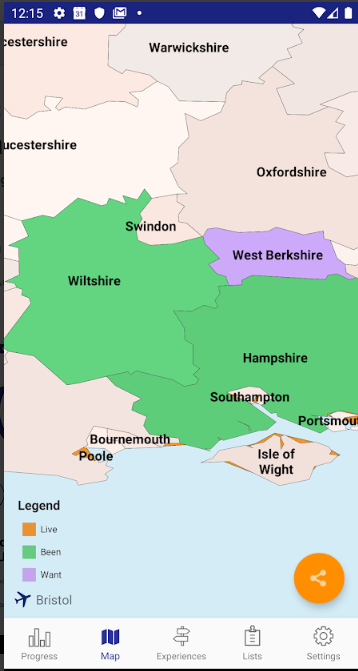 12:15
31
cestershire
Warwickshire
ucestershire
Oxfordshire
Swindon
West Berkshire
Wiltshire
Hampshire
Southampton
Portsmout
Bournemouth
Poole
Isle of
Wight
Legend
Live
Been
Want
Bristol
Progress
Map
Experiences
Lists
Settings